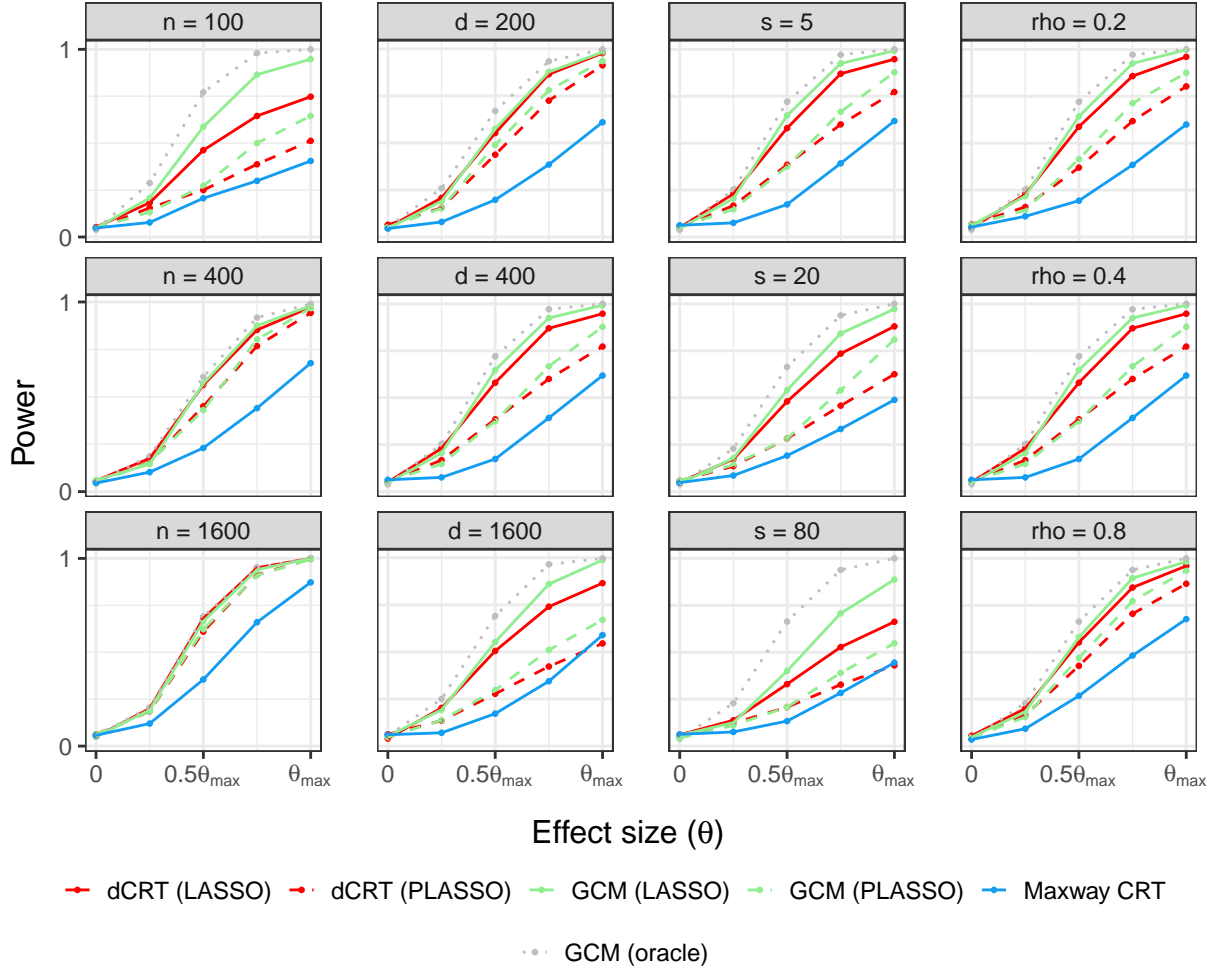 n = 100
d = 200
s = 5
rho = 0.2
1
0
n = 400
d = 400
s = 20
rho = 0.4
1
0
n = 1600
d = 1600
s = 80
rho = 0.8
1
0
Power
0 0.5θmax θmax
0 0.5θmax θmax
0 0.5θmax θmax
0 0.5θmax θmax
Effect size (θ)
dCRT (LASSO) dCRT (PLASSO) GCM (LASSO) GCM (PLASSO) Maxway CRT
GCM (oracle)